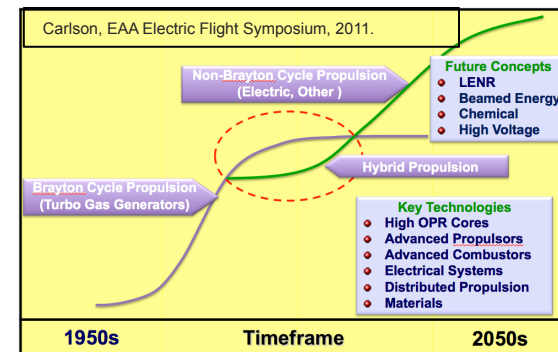 Carlson, EAA Electric Flight Symposium, 2011.
Non-Brayton Cycle Propulsion
(Electric, Other )
Future Concepts
LENR
Beamed Energy
Chemical
High Voltage
Hybrid Propulsion
Brayton Cycle Propulsion
(Turbo Gas Generators)
Key Technologies
High OPR Cores
Advanced Propulsors
Advanced Combustors
Electrical Systems
Distributed Propulsion
Materials
1950s
Timeframe
2050s